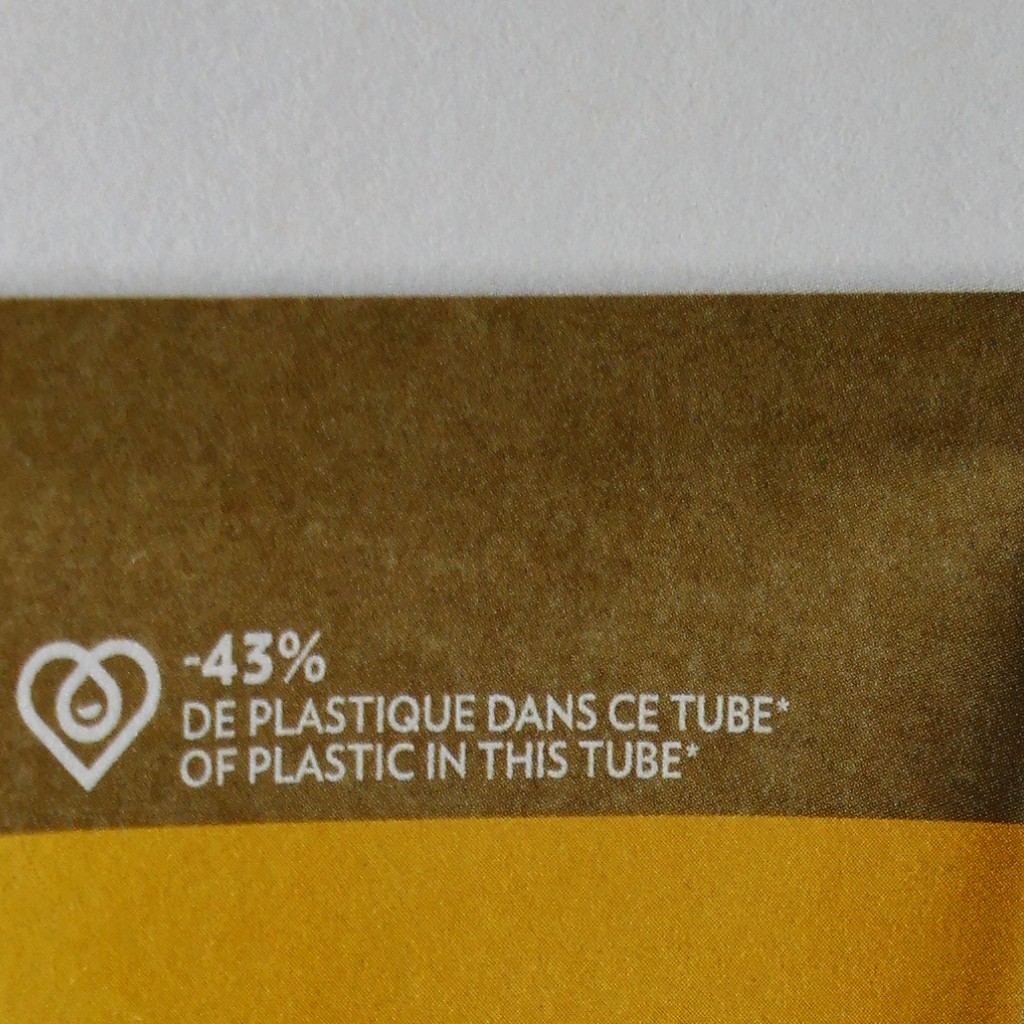 -43%
DE PLASTIQUE DANS CE TUBE*
OF PLASTIC IN THIS TUBE*